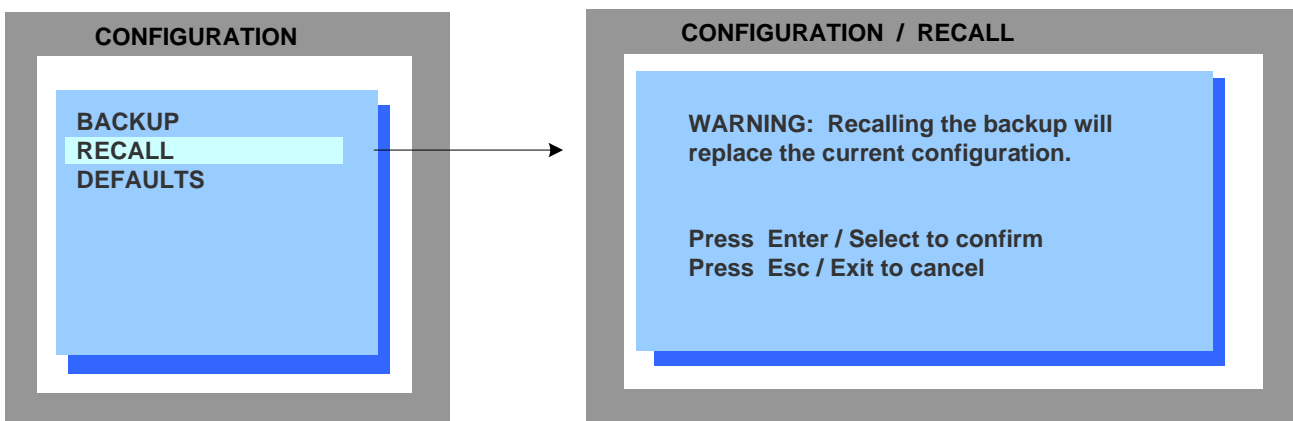 CONFIGURATION
BACKUP
RECALL
DEFAULTS
CONFIGURATION / RECALL
WARNING: Recalling the backup will
replace the current configuration.
Press Enter / Select to confirm
Press Esc / Exit to cancel